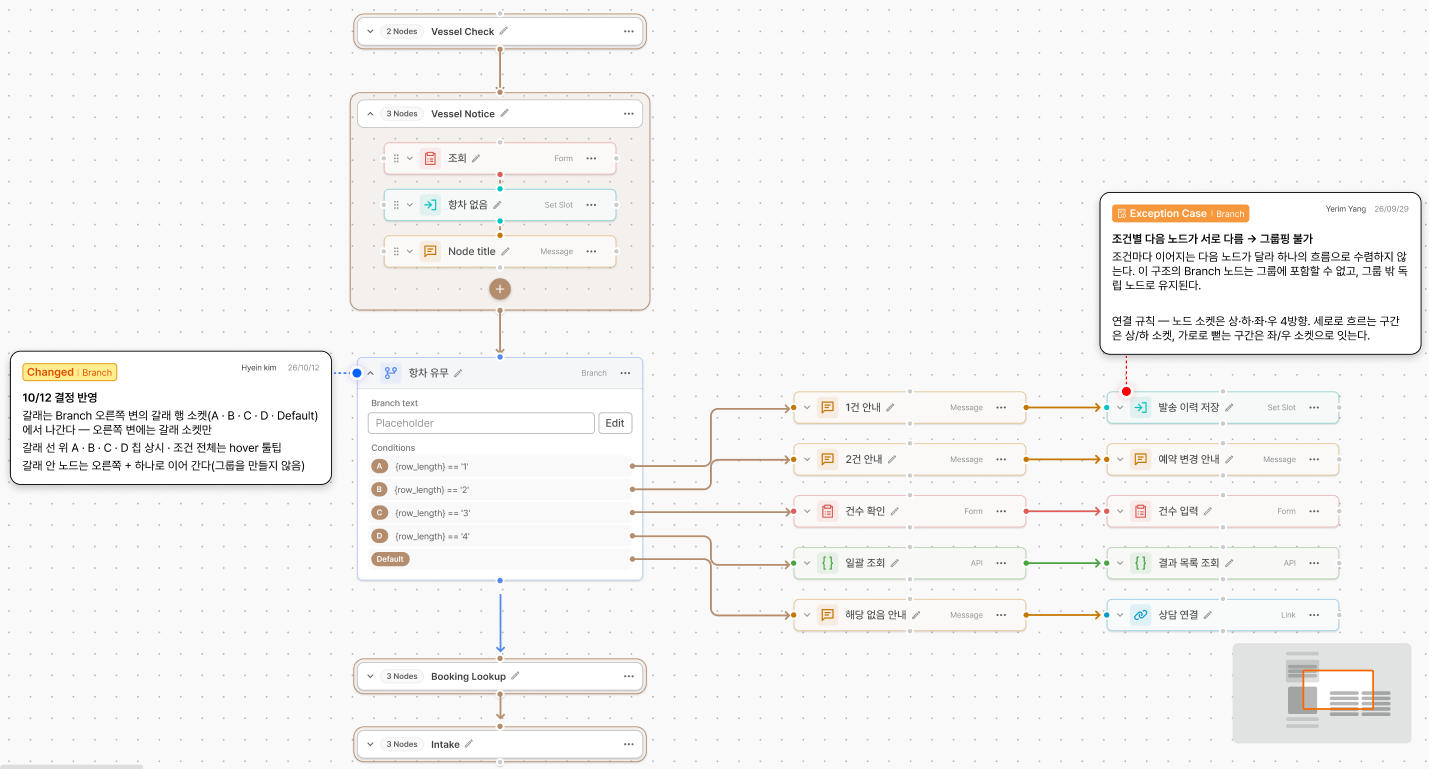 2 Nodes Vessel Check
3 Nodes Vessel Notice
조회 Form
항차 없음 Set Slot
Node title Message
Exception Case | Branch
Yerim Yang 26/09/29
조건별 다음 노드가 서로 다름 → 그룹핑 불가
조건마다 이어지는 다음 노드가 달라 하나의 흐름으로 수렴하지 않
는다. 이 구조의 Branch 노드는 그룹에 포함할 수 없고, 그룹 밖 독
립 노드로 유지된다.
연결 규칙 — 노드 소켓은 상·하·좌·우 4방향. 세로로 흐르는 구간
은 상/하 소켓, 가로로 뻗는 구간은 좌/우 소켓으로 잇는다.
Changed | Branch
Hyein kim 26/10/12
10/12 결정 반영
갈래는 Branch 오른쪽 변의 갈래 행 소켓(A · B · C · D · Default)
에서 나간다 — 오른쪽 변에는 갈래 소켓만
갈래 선 위 A · B · C · D 칩 상시 · 조건 전체는 hover 툴팁
갈래 안 노드는 오른쪽 + 하나로 이어 간다(그룹을 만들지 않음)
항차 유무 Branch
Branch text
Placeholder Edit
Conditions
A {row_length} == '1'
B {row_length} == '2'
C {row_length} == '3'
D {row_length} == '4'
Default
1건 안내 Message
발송 이력 저장 Set Slot
2건 안내 Message
예약 변경 안내 Message
건수 확인 Form
건수 입력 Form
일괄 조회 API
결과 목록 조회 API
해당 없음 안내 Message
상담 연결 Link
3 Nodes Booking Lookup
3 Nodes Intake